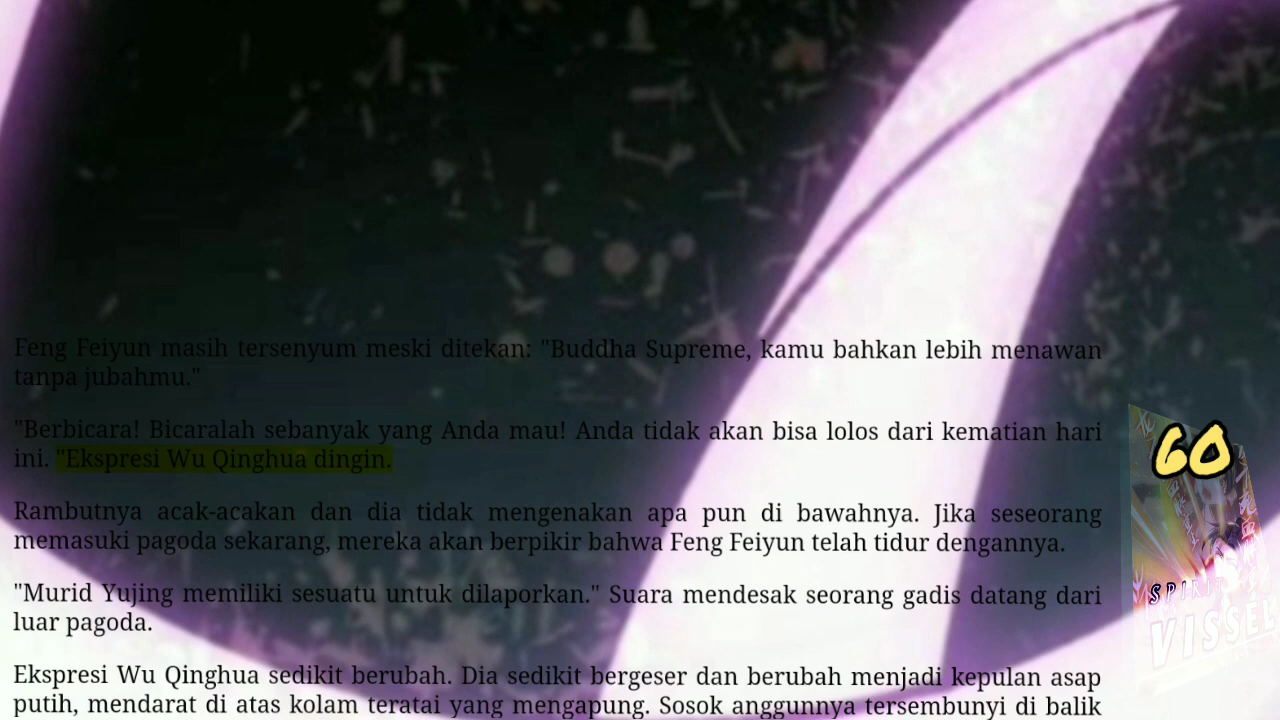 Feng Feiyun masih tersenyum meski ditekan: "Buddha Supreme, kamu bahkan lebih menawan
tanpa jubahmu."
"Berbicara! Bicaralah sebanyak yang Anda mau! Anda tidak akan bisa lolos dari kematian hari
ini. "Ekspresi Wu Qinghua dingin.
Rambutnya acak-acakan dan dia tidak mengenakan apa pun di bawahnya. Jika seseorang
memasuki pagoda sekarang, mereka akan berpikir bahwa Feng Feiyun telah tidur dengannya.
"Murid Yujing memiliki sesuatu untuk dilaporkan." Suara mendesak seorang gadis datang dari
luar pagoda.
Ekspresi Wu Qinghua sedikit berubah. Dia sedikit bergeser dan berubah menjadi kepulan asap
putih, mendarat di atas kolam teratai yang mengapung. Sosok anggunnya tersembunyi di balik
60
SPIRIT
VISSEL